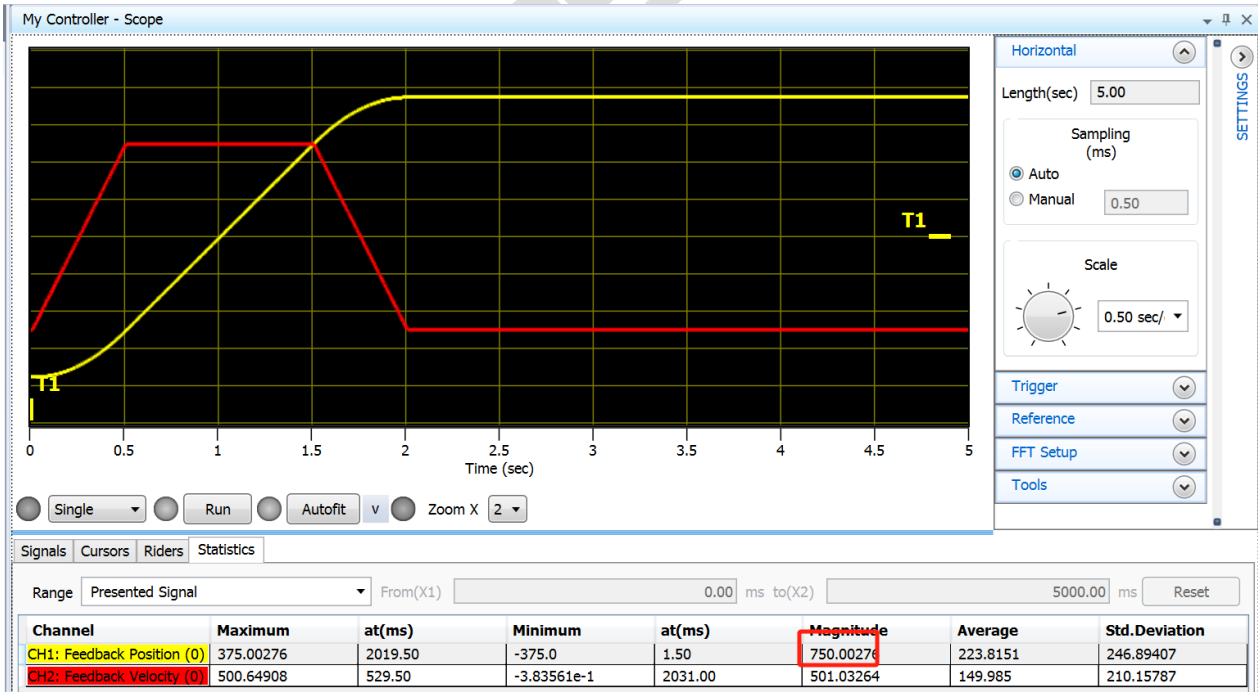 My Controller - Scope
Horizontal
Length(sec) 5.00
Sampling
(ms)
Auto
Manual 0.50
Scale
0.50 sec/
Trigger
Reference
FFT Setup
Tools
SETTINGS
T1
T1
0 0.5 1 1.5 2 2.5 3 3.5 4 4.5 5
Time (sec)
Single Run Autofit v Zoom X 2
Signals Cursors Riders Statistics
Range Presented Signal From(X1) 0.00 ms to(X2) 5000.00 ms Reset
Channel Maximum at(ms) Minimum at(ms) Magnitude Average Std.Deviation
CH1: Feedback Position (0) 375.00276 2019.50 -375.0 1.50 750.00276 223.8151 246.89407
CH2: Feedback Velocity (0) 500.64908 529.50 -3.83561e-1 2031.00 501.03264 149.985 210.15787